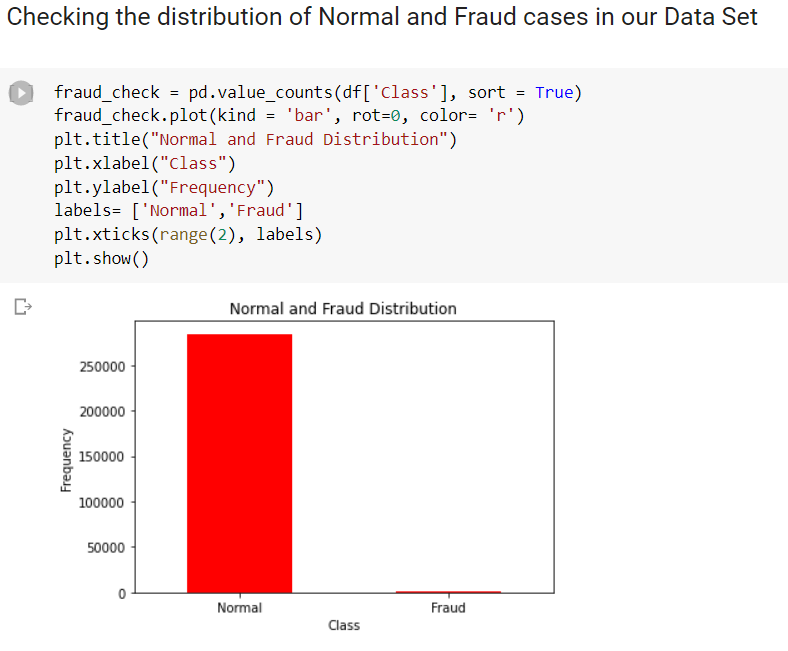 Checking the distribution of Normal and Fraud cases in our Data Set
fraud_check = pd.value_counts(df['Class'], sort = True)
fraud_check.plot(kind = 'bar', rot=0, color= 'r')
plt.title("Normal and Fraud Distribution")
plt.xlabel("Class")
plt.ylabel("Frequency")
labels= ['Normal','Fraud']
plt.xticks(range(2), labels)
plt.show()
Normal and Fraud Distribution
Frequency
250000
200000
150000
100000
50000
0
Normal Fraud
Class